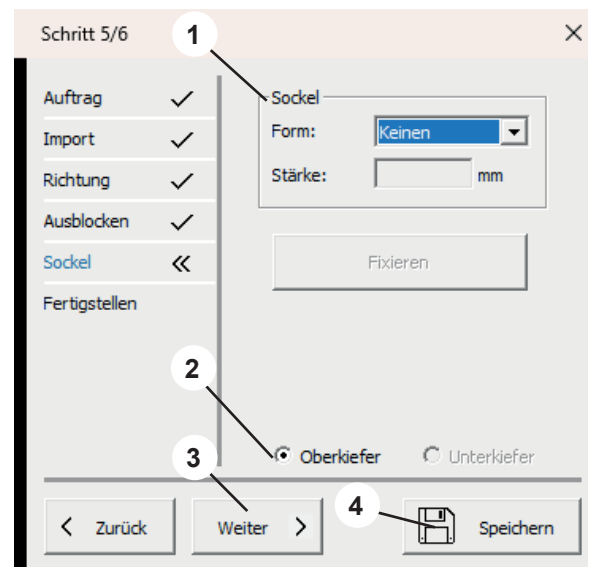 Schritt 5/6
1
Auftrag
Import
Richtung
Ausblocken
Sockel
Fertigstellen
Sockel
Form: Keinen
Stärke: mm
Fixieren
2
Oberkiefer Unterkiefer
3
4
Zurück Weiter Speichern